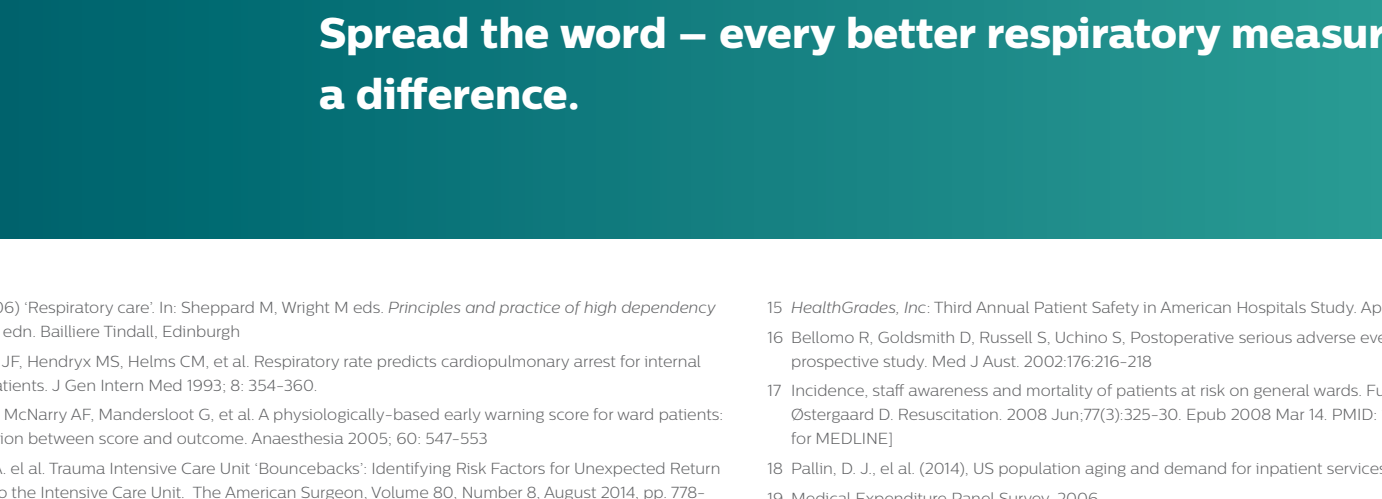 Spread the word – every better respiratory measur
a difference.
06) ‘Respiratory care’. In: Sheppard M, Wright M eds. Principles and practice of high dependency
edn. Bailliere Tindall, Edinburgh
JF, Hendryx MS, Helms CM, et al. Respiratory rate predicts cardiopulmonary arrest for internal
atients. J Gen Intern Med 1993; 8: 354-360.
McNarry AF, Mandersloot G, et al. A physiologically-based early warning score for ward patients:
ion between score and outcome. Anaesthesia 2005; 60: 547-553
A. el al. Trauma Intensive Care Unit ‘Bouncebacks’: Identifying Risk Factors for Unexpected Return
o the Intensive Care Unit. The American Surgeon, Volume 80, Number 8, August 2014, pp. 778-
15 HealthGrades, Inc: Third Annual Patient Safety in American Hospitals Study. Ap
16 Bellomo R, Goldsmith D, Russell S, Uchino S, Postoperative serious adverse eve
prospective study. Med J Aust. 2002:176:216-218
17 Incidence, staff awareness and mortality of patients at risk on general wards. Fu
Østergaard D. Resuscitation. 2008 Jun;77(3):325-30. Epub 2008 Mar 14. PMID:
for MEDLINE]
18 Pallin, D. J., el al. (2014), US population aging and demand for inpatient services
19 Medical Expenditure Panel Survey, 2006